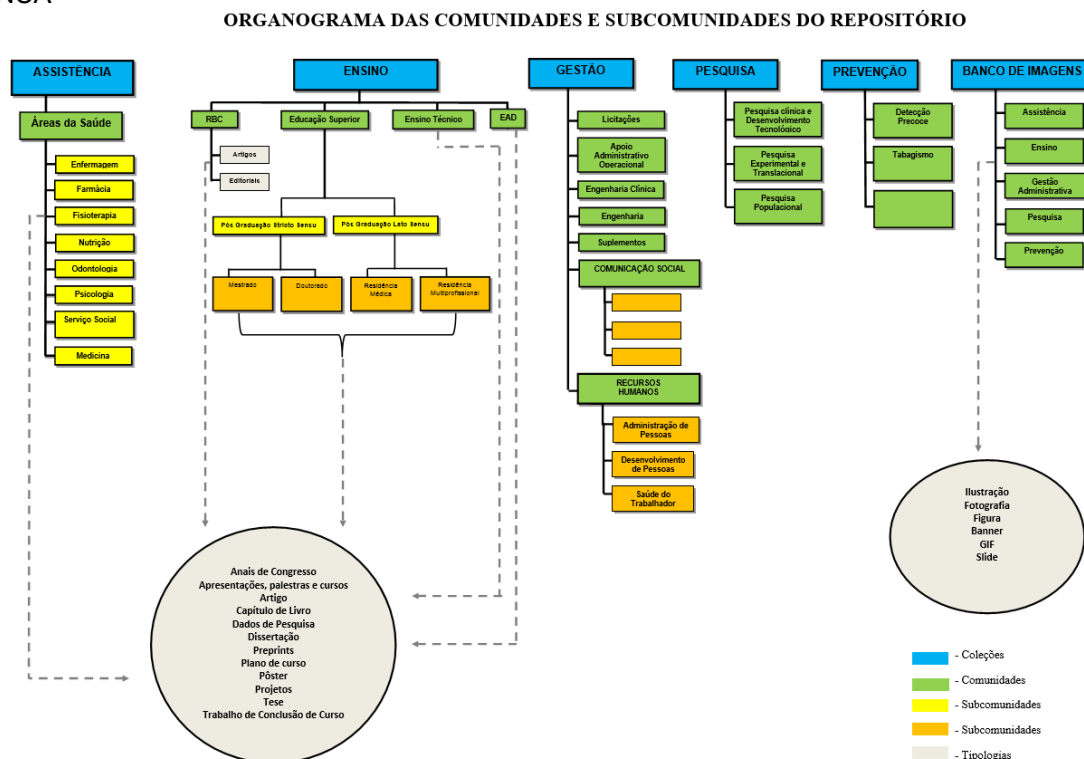 NSA
ORGANOGRAMA DAS COMUNIDADES E SUBCOMUNIDADES DO REPOSITÓRIO
ASSISTÊNCIA
Áreas da Saúde
Enfermagem
Farmácia
Fisioterapia
Nutrição
Odontologia
Psicologia
Serviço Social
Medicina
ENSINO
RBC
Educação Superior
Ensino Técnico
EAD
Artigos
Editoriais
Pós Graduação Strioto Sensu
Pós Graduação Lato Sensu
Mestrado
Doutorado
Residência
Médica
Residência
Multiprofissional
GESTÃO
Licitações
Apoio
Administrativo
Operacional
Engenharia Clínica
Engenharia
Suplementos
COMUNICAÇÃO SOCIAL
RECURSOS
HUMANOS
Administração de
Pessoas
Desenvolvimento
de Pessoas
Saúde do
Trabalhador
PESQUISA
Pesquisa clínica e
Desenvolvimento
Tecnolóoico
Pesquisa
Experimental e
Translacional
Pesquisa
Populacional
PREVENÇÃO
Detecção
Precoce
Tabagismo
BANCO DE IMAGENS
Assistência
Ensino
Gestão
Administrativa
Pesquisa
Prevenção
Anais de Congresso
Apresentações, palestras e cursos
Artigo
Capítulo de Livro
Dados de Pesquisa
Dissertação
Preprints
Plano de curso
Pôster
Projetos
Tese
Trabalho de Conclusão de Curso
Ilustração
Fotografia
Figura
Banner
GIF
Slide
- Coleções
- Comunidades
- Subcomunidades
- Subcomunidades
- Tipologias